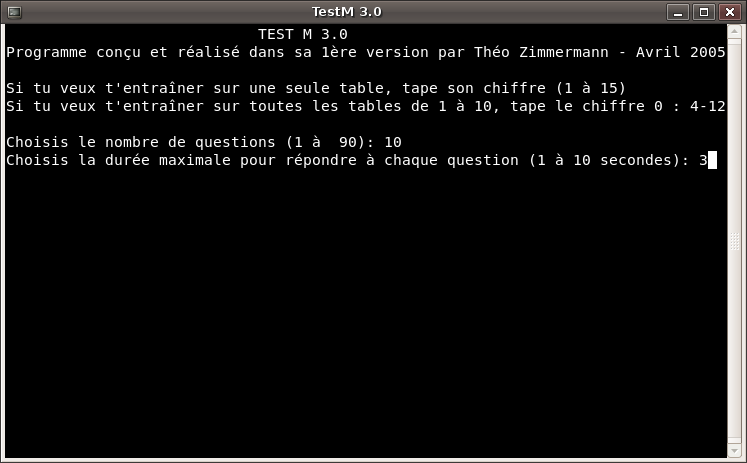 TestM 3.0
TEST M 3.0
Programme conçu et réalisé dans sa 1ère version par Théo Zimmermann - Avril 2005
Si tu veux t'entraîner sur une seule table, tape son chiffre (1 à 15)
Si tu veux t'entraîner sur toutes les tables de 1 à 10, tape le chiffre 0 : 4-12
Choisis le nombre de questions (1 à  90): 10
Choisis la durée maximale pour répondre à chaque question (1 à 10 secondes): 3